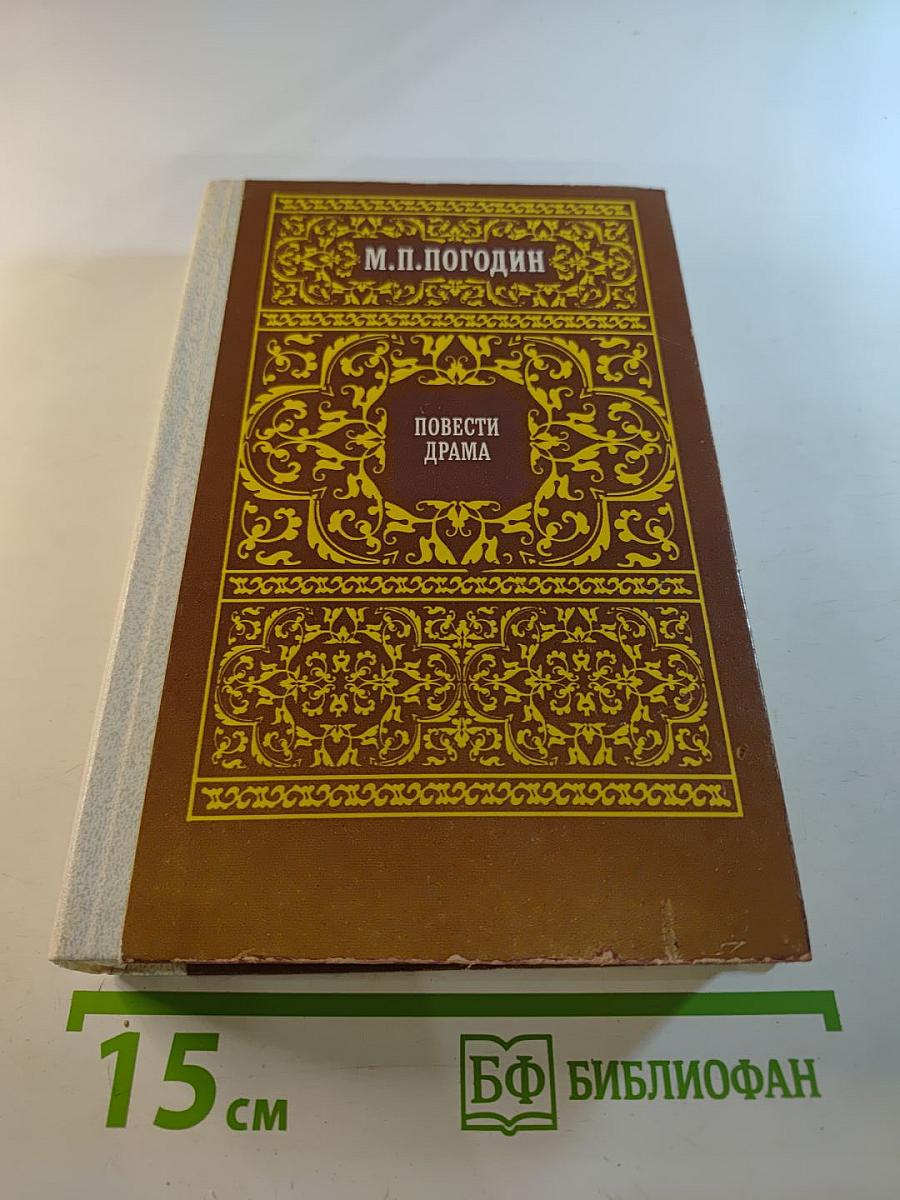 М.П.ПОГОДИН
ПОВЕСТИ
ДРАМА
15 см
БФ БИБЛИОФАН